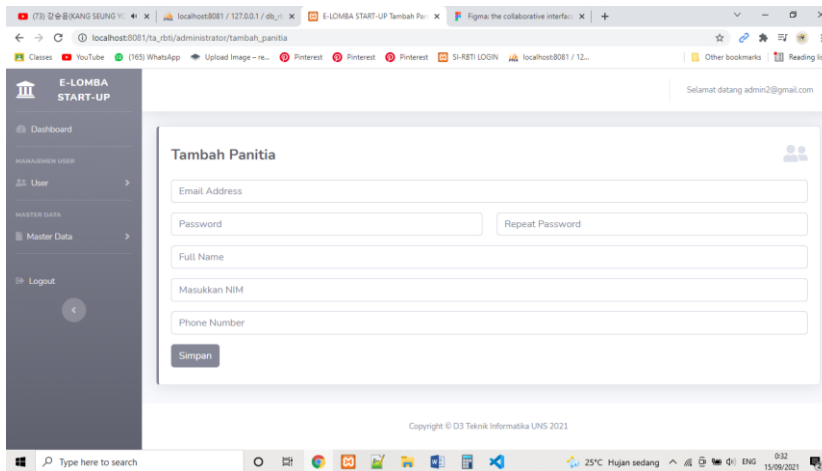 (73) 강승윤(KANG SEUNG YO
localhost:8081 / 127.0.0.1 / db_rt
E-LOMBA START-UP Tambah Pan
Figma: the collaborative interfac
localhost:8081/ta_rbti/administrator/tambah_panitia
Classes YouTube (165) WhatsApp Upload Image – re... Pinterest Pinterest Pinterest SI-RBTI LOGIN localhost:8081 / 12... Other bookmarks Reading lis
E-LOMBA
START-UP
Selamat datang admin2@gmail.com
Dashboard
MANAJEMEN USER
User
MASTER DATA
Master Data
Logout
Tambah Panitia
Email Address
Password Repeat Password
Full Name
Masukkan NIM
Phone Number
Simpan
Copyright © D3 Teknik Informatika UNS 2021
Type here to search
25°C Hujan sedang ENG
0:32
15/09/2021